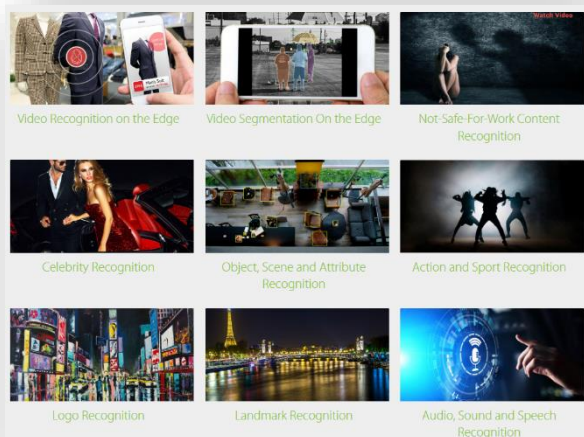 Watch Video
Video Recognition on the Edge
Video Segmentation On the Edge
Not-Safe-For-Work Content
Recognition
Celebrity Recognition
Object, Scene and Attribute
Recognition
Action and Sport Recognition
Logo Recognition
Landmark Recognition
Audio, Sound and Speech
Recognition